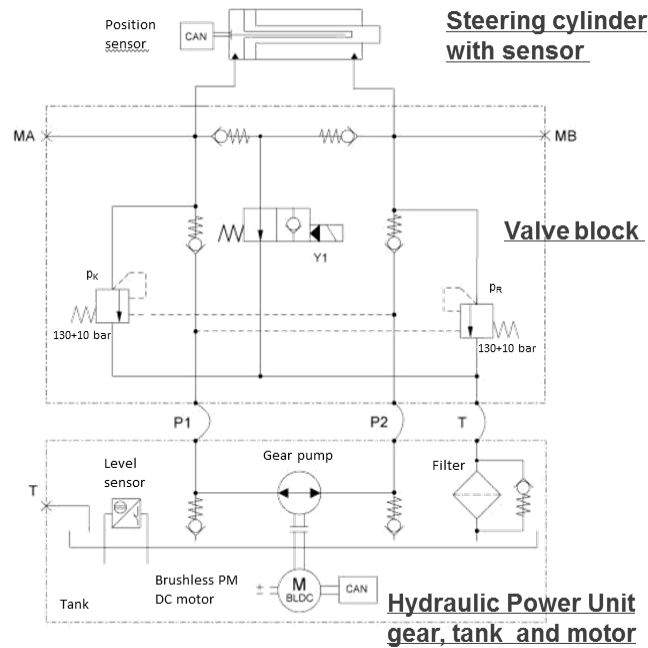 Steering cylinder
with sensor
Position
sensor
CAN
MA
MB
Valve block
Y1
pK
130+10 bar
pR
130+10 bar
P1
P2
T
Level
sensor
Gear pump
Filter
T
Brushless PM
DC motor
±
M
BLDC
CAN
Tank
Hydraulic Power Unit
gear, tank and motor